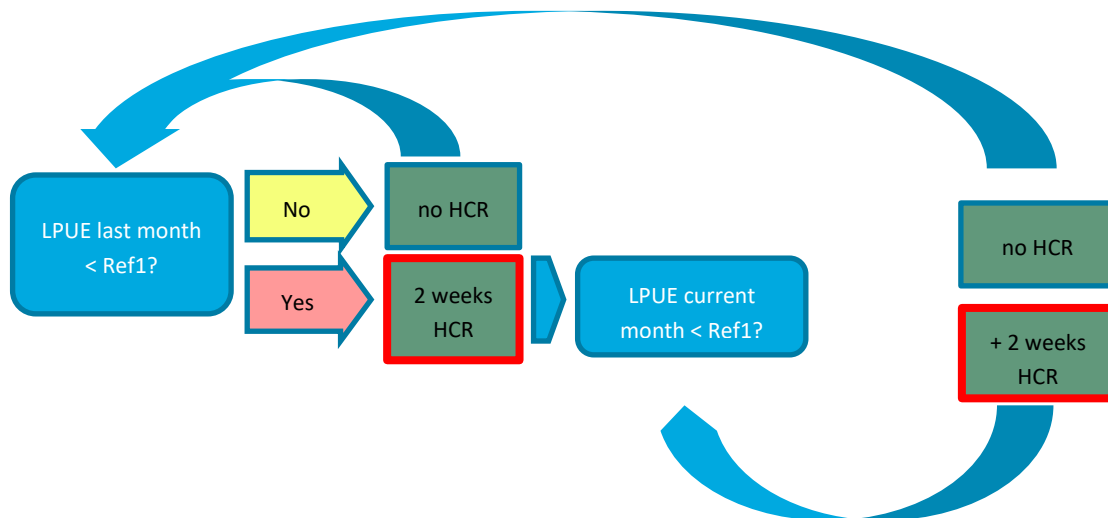 LPUE last month
< Ref1?
No
no HCR
Yes
2 weeks
HCR
LPUE current
month < Ref1?
no HCR
+ 2 weeks
HCR